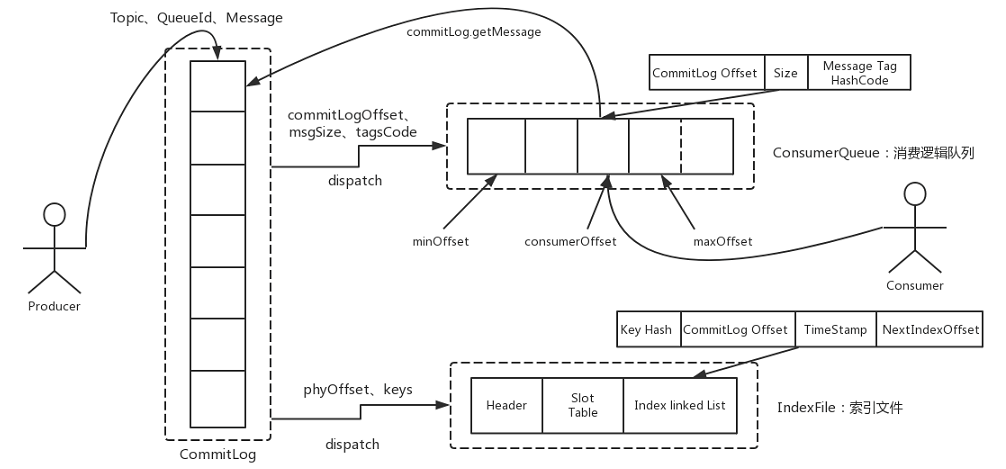 Topic、QueueId、Message
commitLog.getMessage
CommitLog Offset
Size
Message Tag
HashCode
commitLogOffset、
msgSize、tagsCode
dispatch
ConsumerQueue：消费逻辑队列
minOffset
consumerOffset
maxOffset
Producer
Consumer
Key Hash
CommitLog Offset
TimeStamp
NextIndexOffset
phyOffset、keys
dispatch
Header
Slot
Table
Index linked List
IndexFile：索引文件
CommitLog